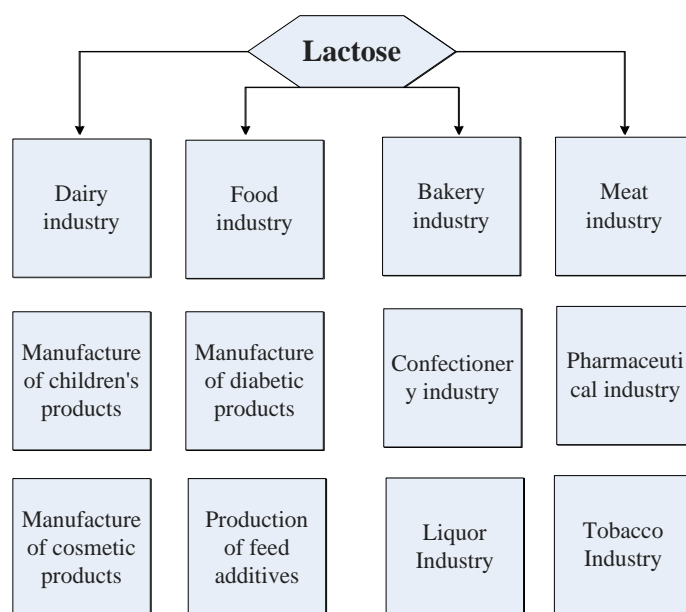 Lactose
Dairy
industry
Food
industry
Bakery
industry
Meat
industry
Manufacture
of children's
products
Manufacture
of diabetic
products
Confectioner
y industry
Pharmaceuti
cal industry
Manufacture
of cosmetic
products
Production
of feed
additives
Liquor
Industry
Tobacco
Industry